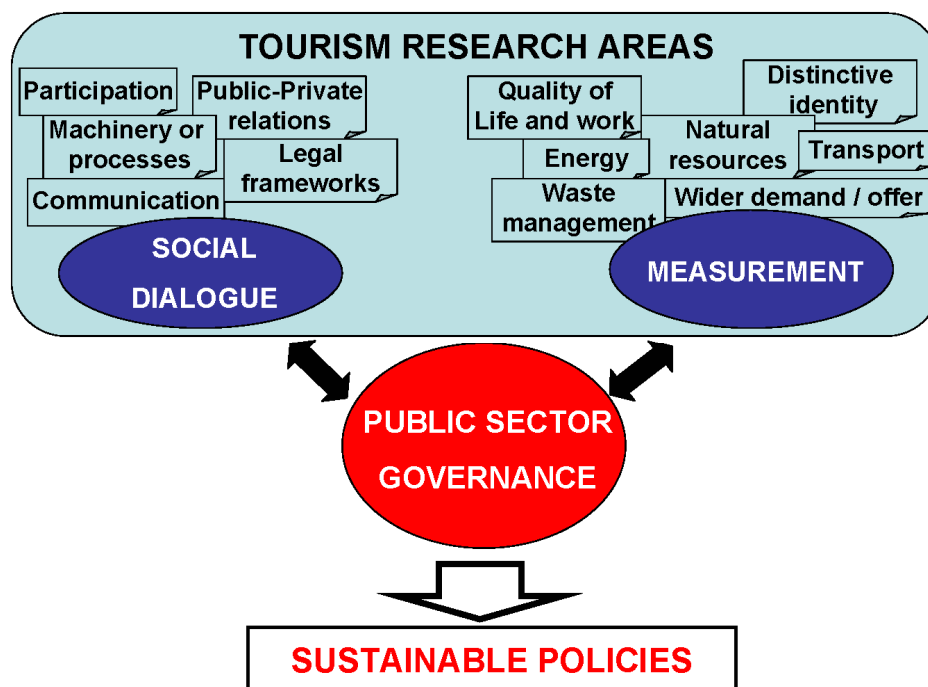 TOURISM RESEARCH AREAS
Participation
Public-Private
relations
Machinery or
processes
Legal
frameworks
Communication
SOCIAL
DIALOGUE
Quality of
Life and work
Distinctive
identity
Natural
resources
Energy
Transport
Waste
management
Wider demand / offer
MEASUREMENT
PUBLIC SECTOR
GOVERNANCE
SUSTAINABLE POLICIES